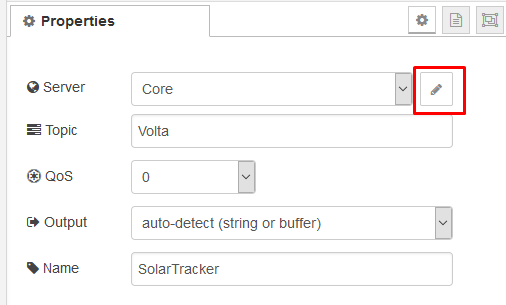 Properties
Server Core
Topic Volta
QoS 0
Output auto-detect (string or buffer)
Name SolarTracker